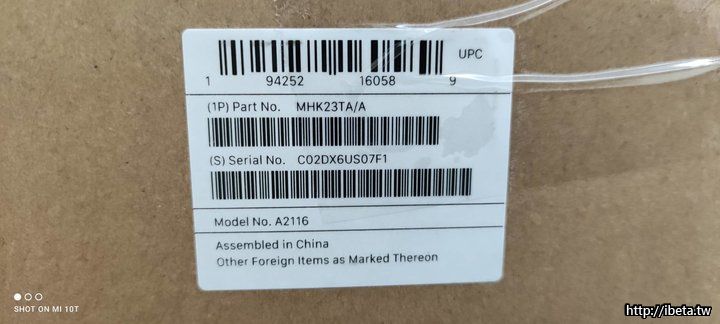 UPC
1 94252 16058 9
(1P) Part No. MHK23TA/A
(S) Serial No. C02DX6US07F1
Model No. A2116
Assembled in China
Other Foreign Items as Marked Thereon
SHOT ON MI 10T
http://ibeta.tw